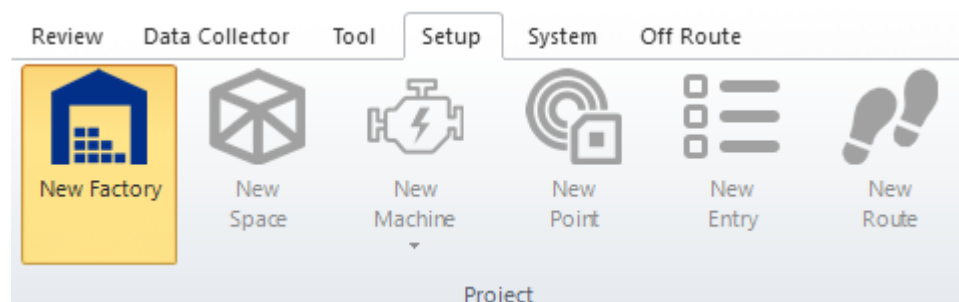 Review Data Collector Tool Setup System Off Route
New Factory New New New New New
Space Machine Point Entry Route
Project